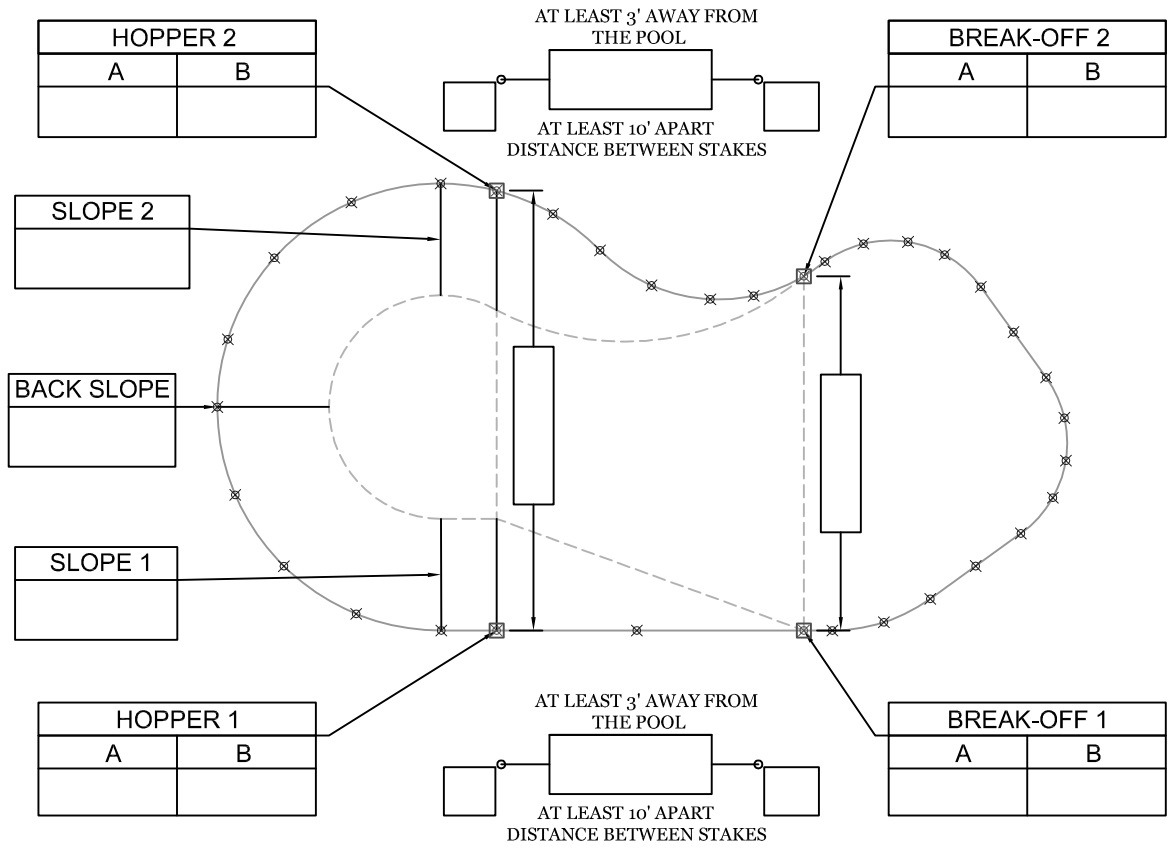 HOPPER 2
A B
AT LEAST 3' AWAY FROM
THE POOL
AT LEAST 10' APART
DISTANCE BETWEEN STAKES
BREAK-OFF 2
A B
SLOPE 2
BACK SLOPE
SLOPE 1
HOPPER 1
A B
AT LEAST 3' AWAY FROM
THE POOL
AT LEAST 10' APART
DISTANCE BETWEEN STAKES
BREAK-OFF 1
A B